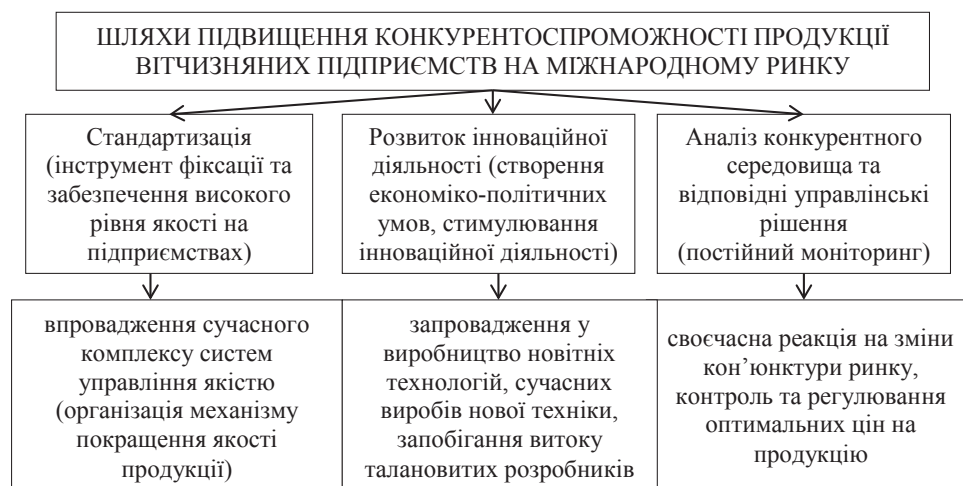 ШЛЯХИ ПІДВИЩЕННЯ КОНКУРЕНТОСПРОМОЖНОСТІ ПРОДУКЦІЇ
ВІТЧИЗНЯНИХ ПІДПРИЄМСТВ НА МІЖНАРОДНОМУ РИНКУ
Стандартизація
(інструмент фіксації та
забезпечення високого
рівня якості на
підприємствах)
Розвиток інноваційної
діяльності (створення
економіко-політичних
умов, стимулювання
інноваційної діяльності)
Аналіз конкурентного
середовища та
відповідні управлінські
рішення
(постійний моніторинг)
впровадження сучасного
комплексу систем
управління якістю
(організація механізму
покращення якості
продукції)
запровадження у
виробництво новітніх
технологій, сучасних
виробів нової техніки,
запобігання витоку
талановитих розробників
своєчасна реакція на зміни
кон’юнктури ринку,
контроль та регулювання
оптимальних цін на
продукцію